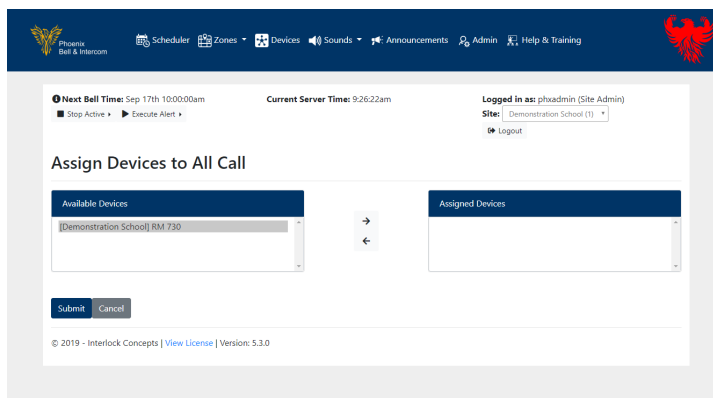 Phoenix
Bell & Intercom
Scheduler Zones Devices Sounds Announcements Admin Help & Training
Next Bell Time: Sep 17th 10:00:00am
Stop Active Execute Alert
Current Server Time: 9:26:22am
Logged in as: phxadmin (Site Admin)
Site: Demonstration School (1)
Logout
Assign Devices to All Call
Available Devices
[Demonstration School] RM 730
Assigned Devices
Submit Cancel
© 2019 - Interlock Concepts | View License | Version: 5.3.0